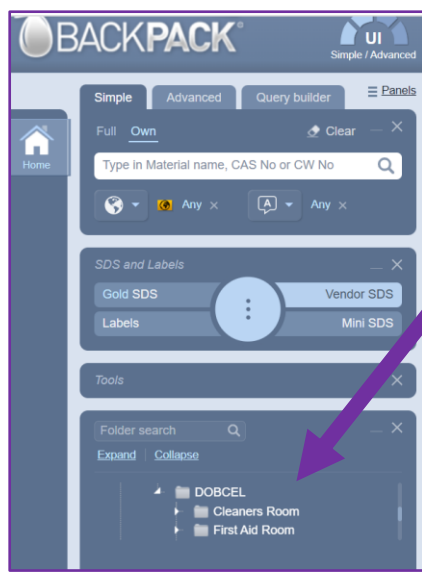 BACKPACK®
UI
Simple / Advanced
Simple Advanced Query builder Panels
Full Own Clear
Home
Type in Material name, CAS No or CW No
Any A Any
SDS and Labels
Gold SDS Vendor SDS
Labels Mini SDS
Tools
Folder search
Expand Collapse
DOBCEL
Cleaners Room
First Aid Room